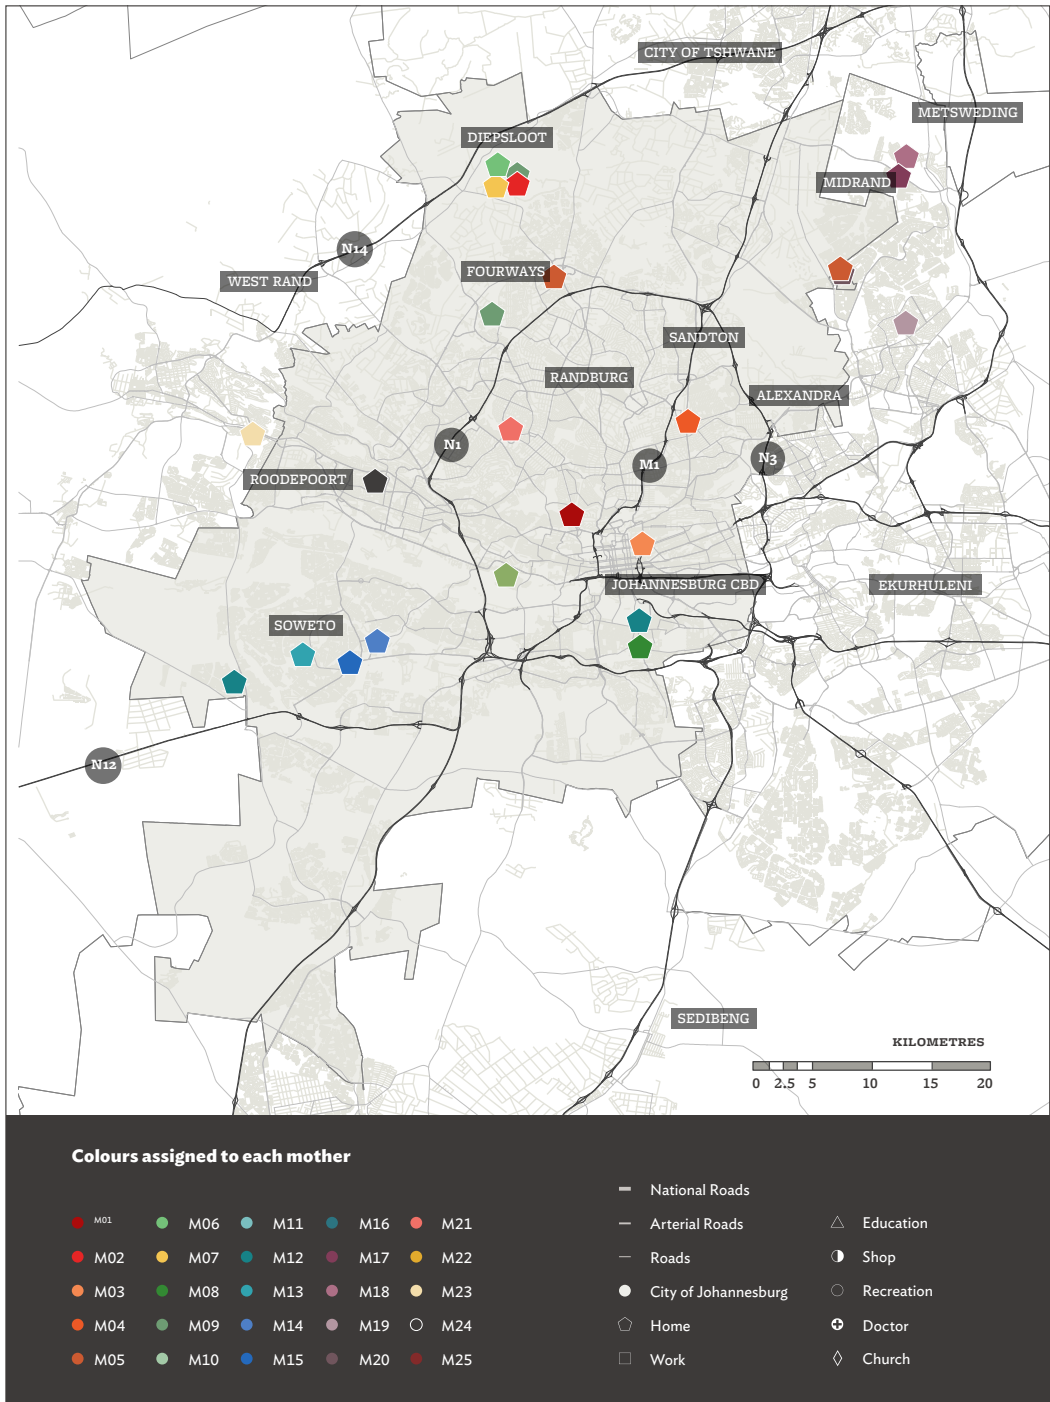 CITY OF TSHWANE
METSWEDING
DIEPSLOOT
MIDRAND
N14
FOURWAYS
WEST RAND
SANDTON
RANDBURG
ALEXANDRA
N1
M1
N3
ROODEPOORT
JOHANNESBURG CBD
EKURHULENI
SOWETO
N12
SEDIBENG
KILOMETRES
0 2.5 5 10 15 20
Colours assigned to each mother
M01 M06 M11 M16 M21
M02 M07 M12 M17 M22
M03 M08 M13 M18 M23
M04 M09 M14 M19 M24
M05 M10 M15 M20 M25
National Roads
Arterial Roads
Roads
City of Johannesburg
Home
Work
Education
Shop
Recreation
Doctor
Church